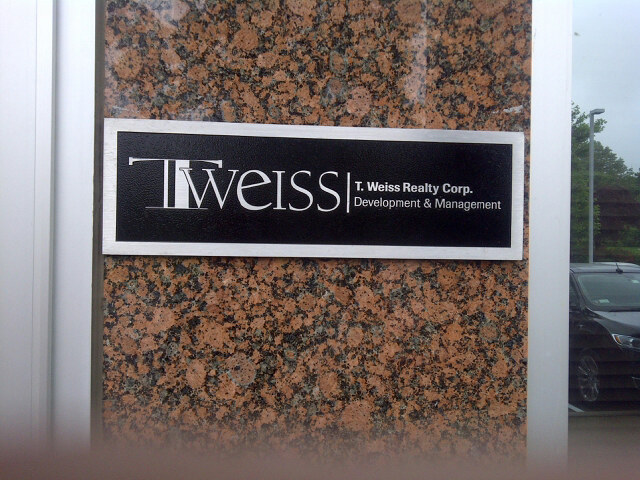 TWEISS
T. Weiss Realty Corp.
Development & Management